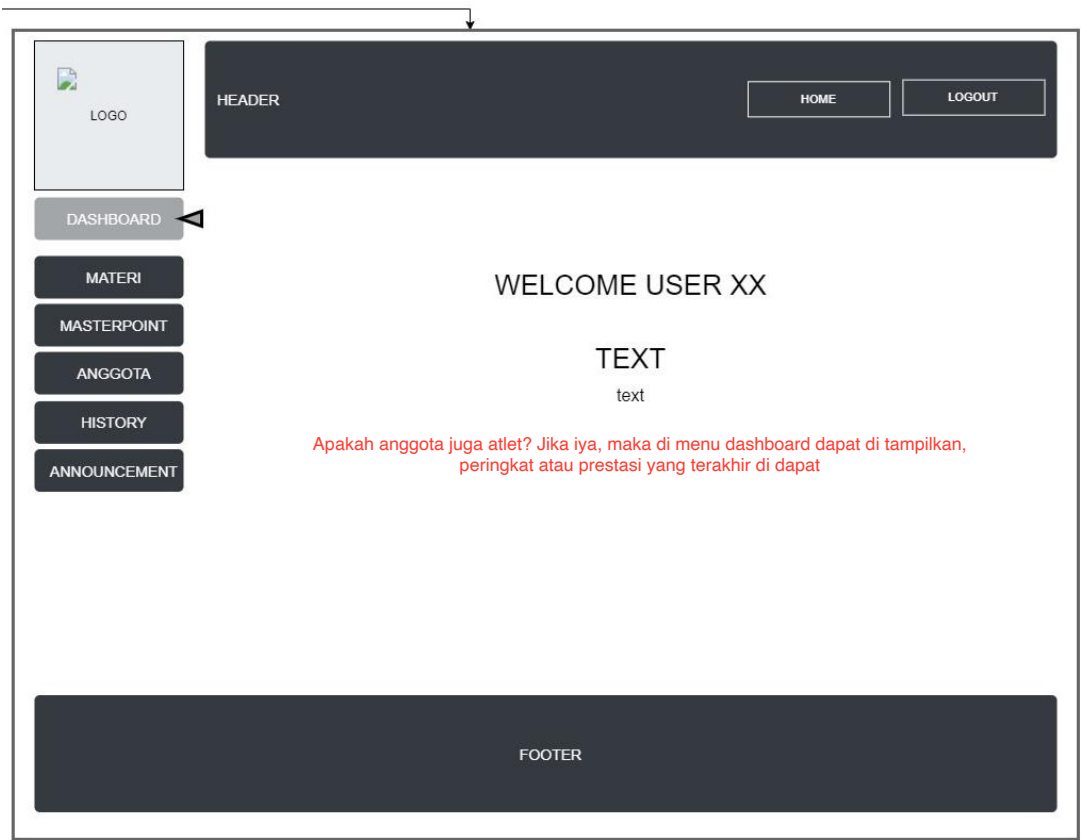 LOGO
HEADER
HOME
LOGOUT
DASHBOARD
MATERI
MASTERPOINT
ANGGOTA
HISTORY
ANNOUNCEMENT
WELCOME USER XX
TEXT
text
Apakah anggota juga atlet? Jika iya, maka di menu dashboard dapat di tampilkan,
peringkat atau prestasi yang terakhir di dapat
FOOTER